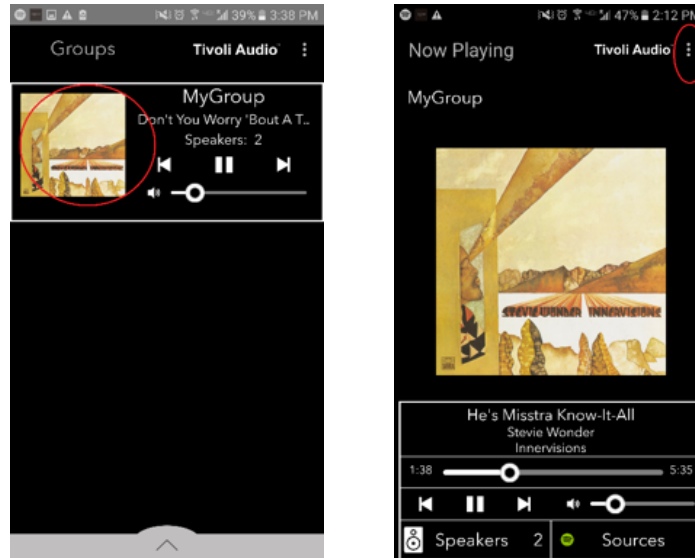 39% 3:38 PM
Groups
Tivoli Audio
MyGroup
Don't You Worry 'Bout A T..
Speakers: 2
47% 2:12 PM
Now Playing
Tivoli Audio
MyGroup
STEVIE WONDER INNERVISIONS
He's Misstra Know-It-All
Stevie Wonder
Innervisions
1:38
5:35
Speakers 2
Sources